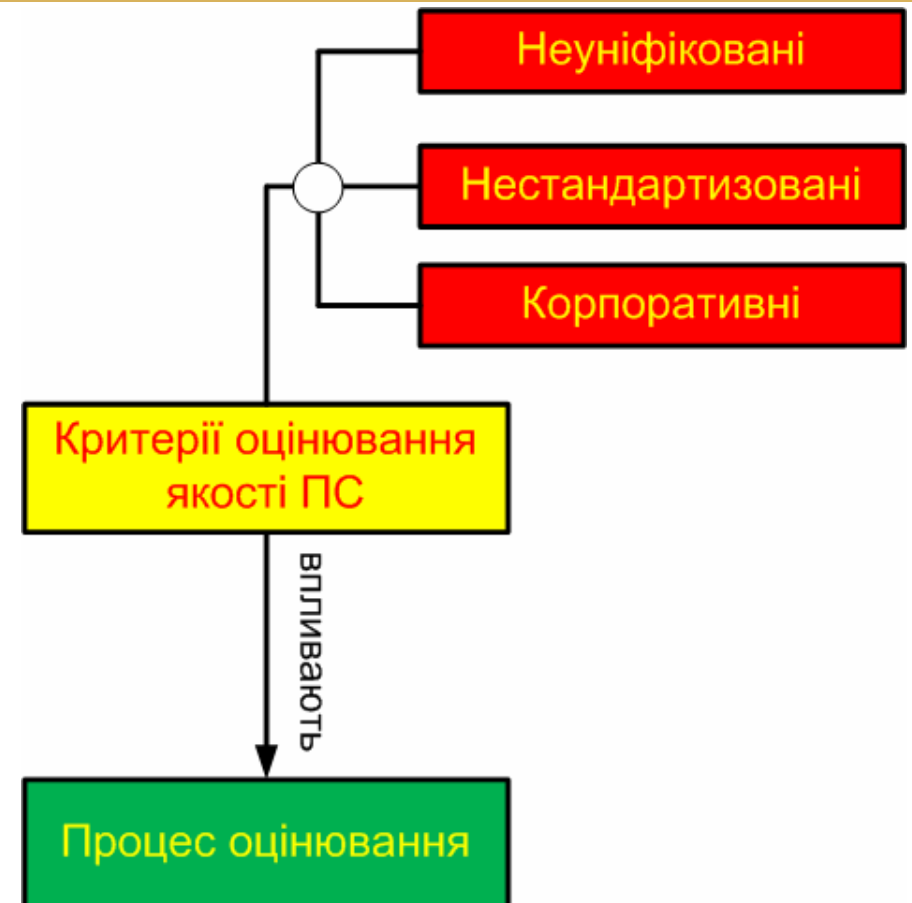 Неуніфіковані
Нестандартизовані
Корпоративні
Критерії оцінювання
якості ПС
впливають
Процес оцінювання